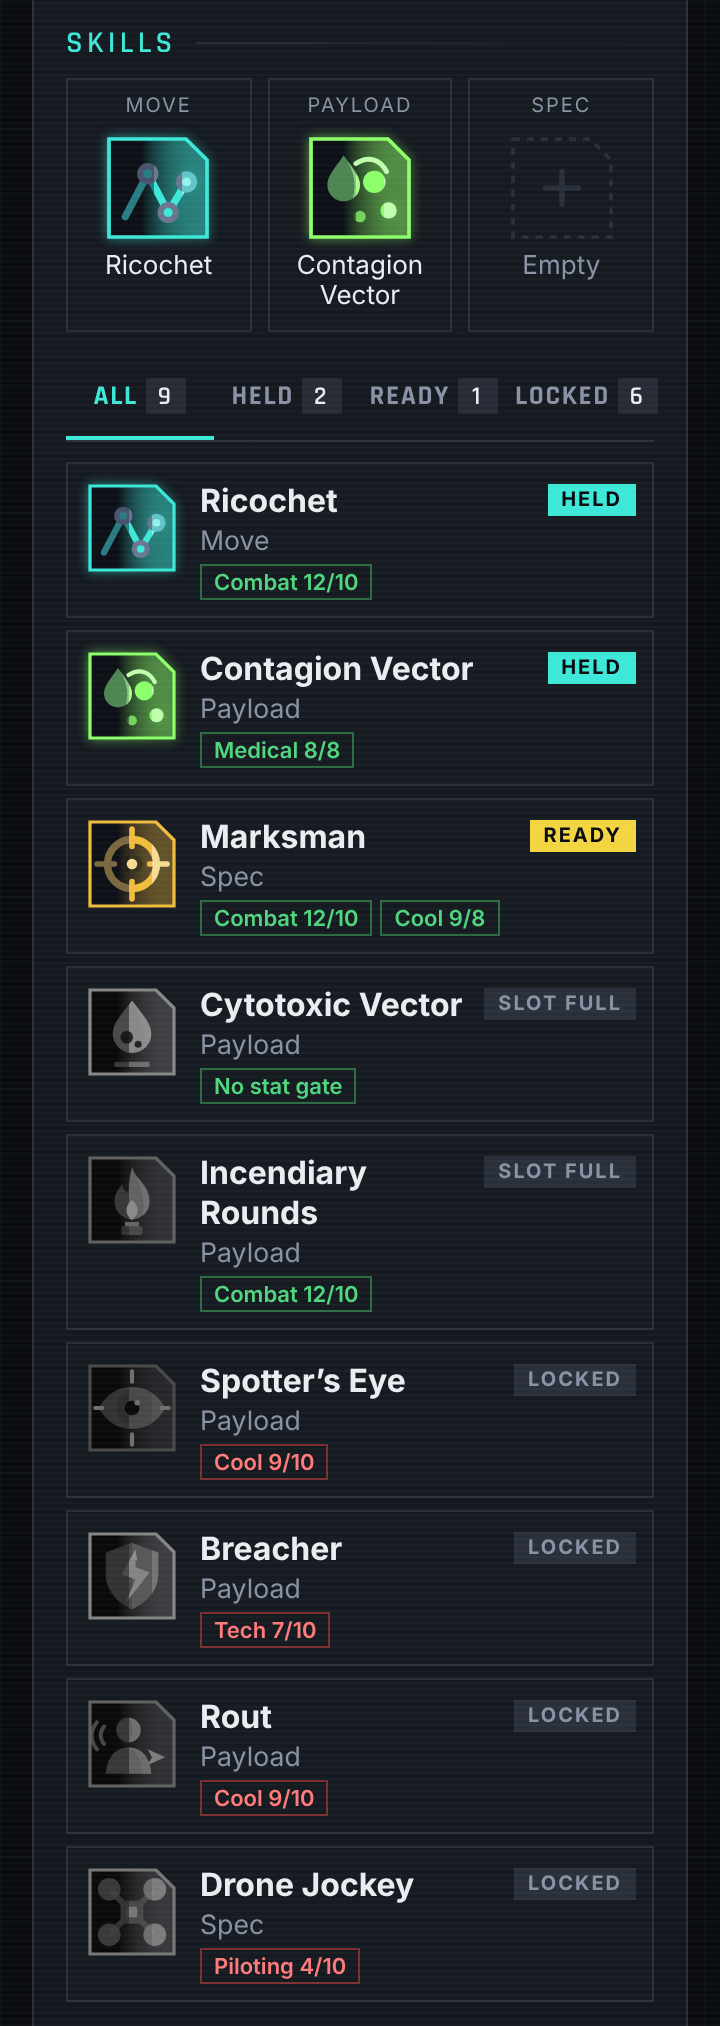 SKILLS
MOVE
PAYLOAD
SPEC
Ricochet
Contagion
Vector
Empty
ALL 9
HELD 2
READY 1
LOCKED 6
Ricochet
HELD
Move
Combat 12/10
Contagion Vector
HELD
Payload
Medical 8/8
Marksman
READY
Spec
Combat 12/10
Cool 9/8
Cytotoxic Vector
SLOT FULL
Payload
No stat gate
Incendiary
Rounds
SLOT FULL
Payload
Combat 12/10
Spotter’s Eye
LOCKED
Payload
Cool 9/10
Breacher
LOCKED
Payload
Tech 7/10
Rout
LOCKED
Payload
Cool 9/10
Drone Jockey
LOCKED
Spec
Piloting 4/10